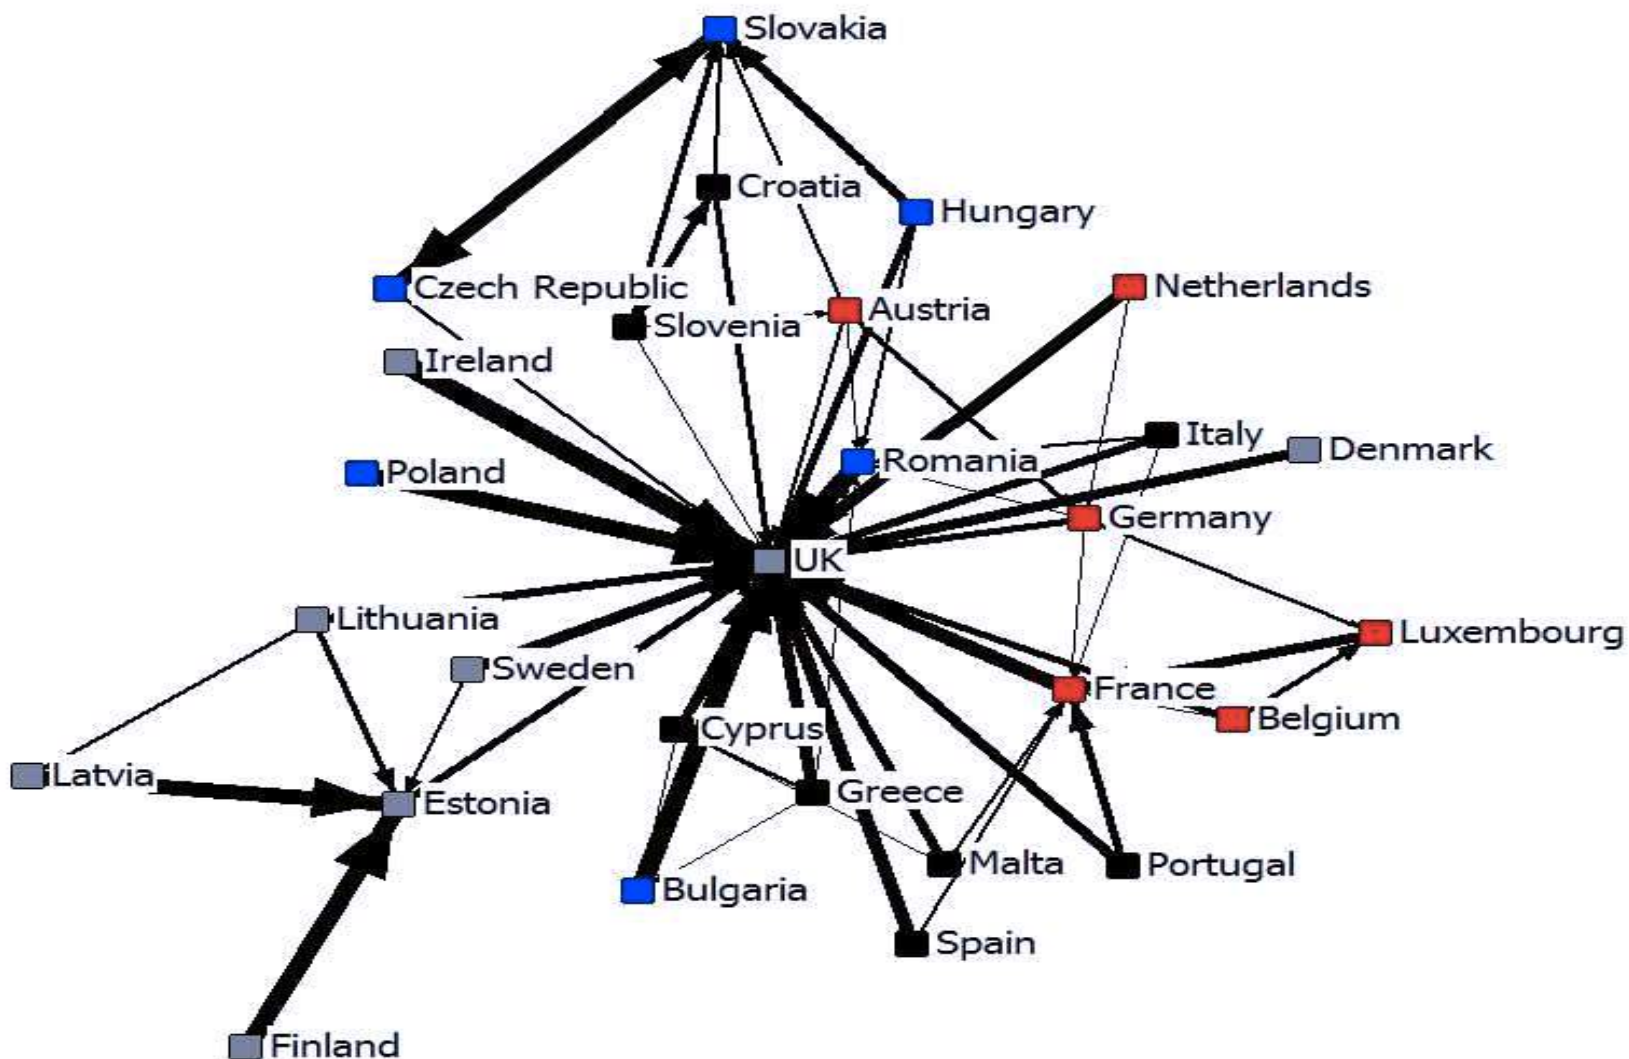 Slovakia
Croatia
Hungary
Czech Republic
Netherlands
Slovenia
Austria
Ireland
Italy
Denmark
Poland
Romania
Germany
UK
Lithuania
Luxembourg
Sweden
France
Belgium
Cyprus
Latvia
Estonia
Greece
Malta
Portugal
Bulgaria
Spain
Finland